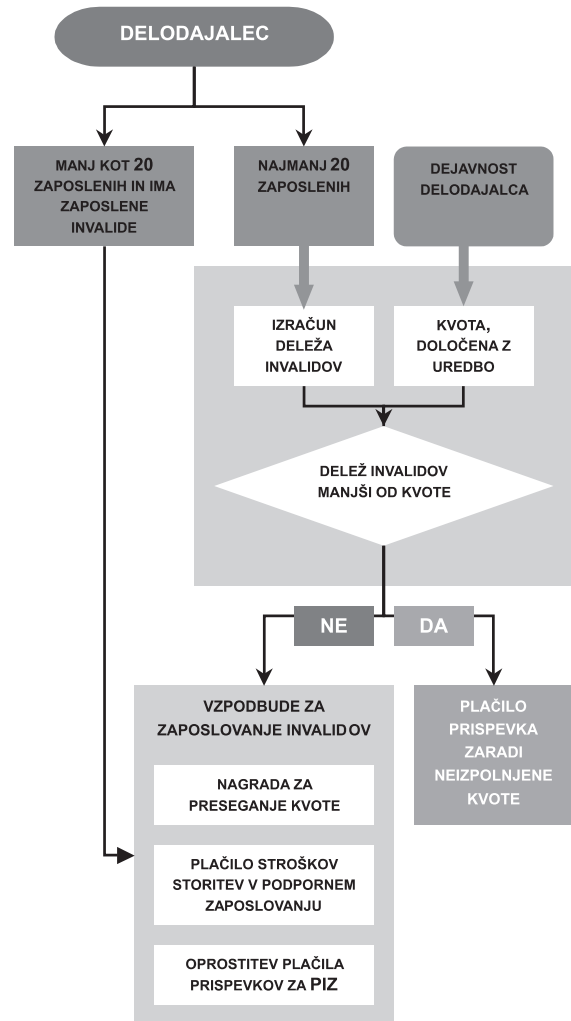 DELODAJALEC
MANJ KOT 20
ZAPOSLENIH IN IMA
ZAPOSLENE
INVALIDE
NAJMANJ 20
ZAPOSLENIH
DEJAVNOST
DELODAJALCA
IZRAČUN
DELEŽA
INVALIDOV
KVOTA,
DOLOČENA Z
UREDBO
DELEŽ INVALIDOV
MANJŠI OD KVOTE
NE
DA
VZPODBUDE ZA
ZAPOSLOVANJE INVALIDOV
NAGRADA ZA
PRESEGANJE KVOTE
PLAČILO STROŠKOV
STORITEV V PODPORNEM
ZAPOSLOVANJU
OPROSTITEV PLAČILA
PRISPEVKOV ZA PIZ
PLAČILO
PRISPEVKA
ZARADI
NEIZPOLNJENE
KVOTE